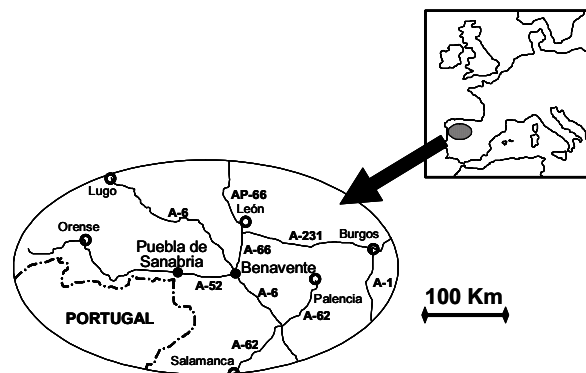 Lugo
AP-66
León
A-6
A-231
Orense
Burgos
A-66
Puebla de
Sanabria
Benavente
A-52
A-6
Palencia
A-1
100 Km
PORTUGAL
A-62
A-62
Salamanca